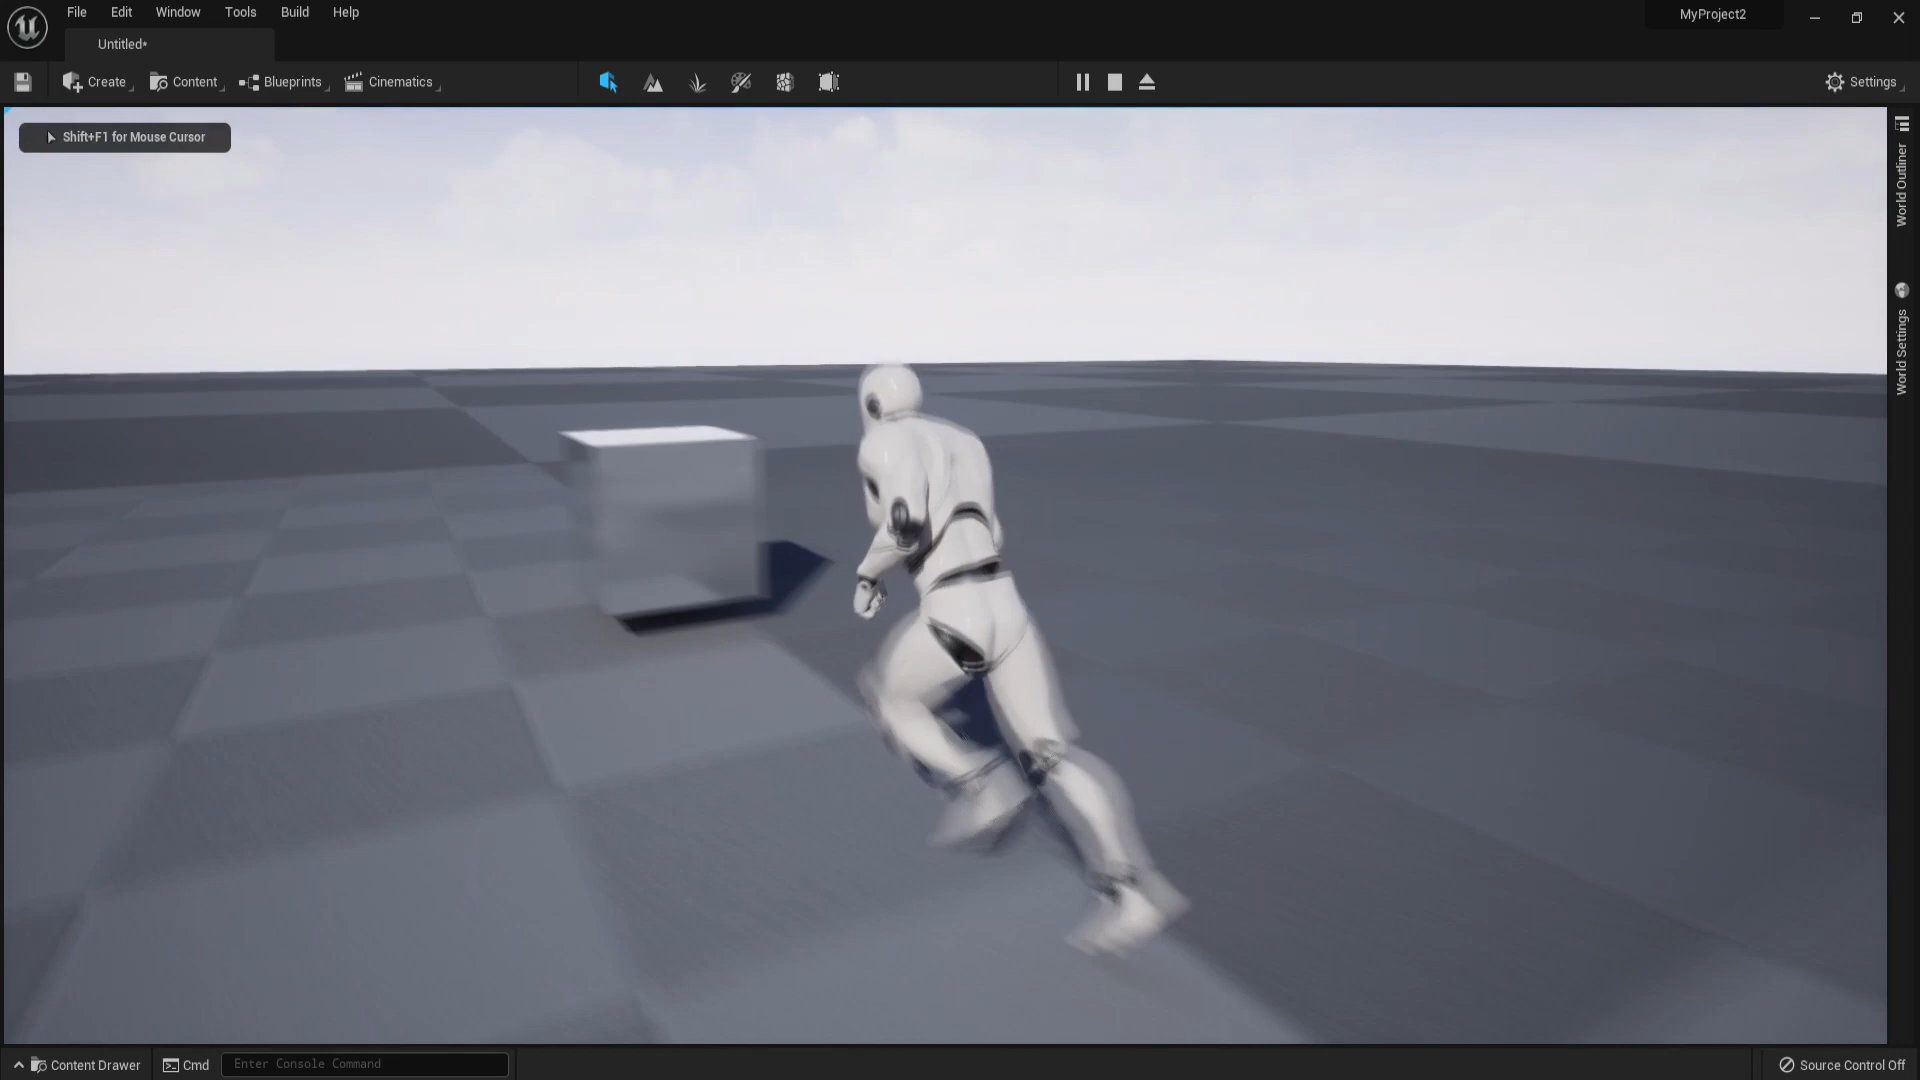 File Edit Window Tools Build Help
MyProject2
Untitled*
Create Content Blueprints Cinematics Settings
Shift+F1 for Mouse Cursor
World Outliner
World Settings
Content Drawer Cmd Enter Console Command Source Control Off